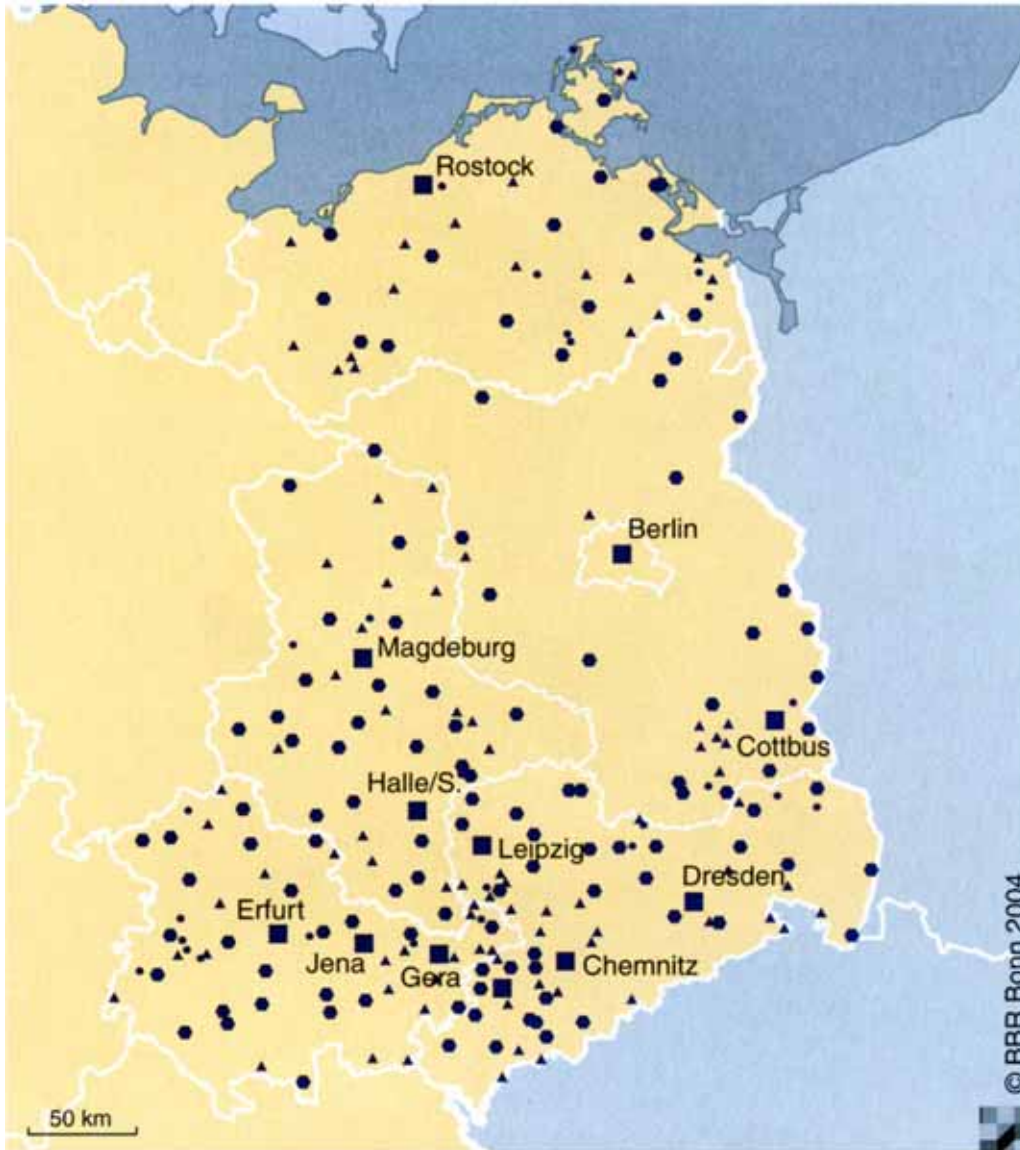 Rostock
Berlin
Magdeburg
Cottbus
Halle/S.
Leipzig
Dresden
Erfurt
Jena
Gera
Chemnitz
50 km
© BBR Bonn 2004